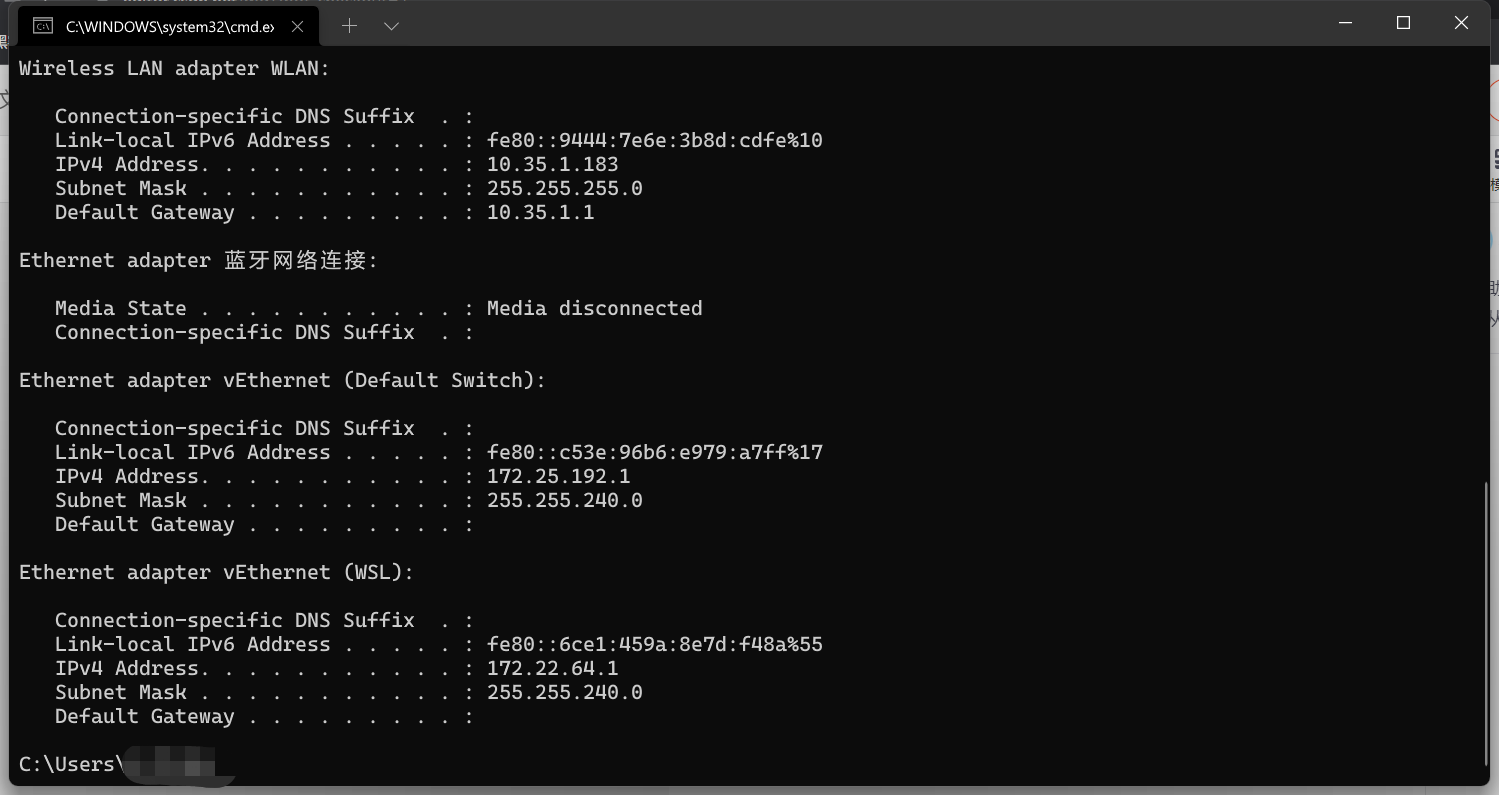 C:\WINDOWS\system32\cmd.ex
Wireless LAN adapter WLAN:
Connection-specific DNS Suffix . :
Link-local IPv6 Address . . . . . : fe80::9444:7e6e:3b8d:cdfe%10
IPv4 Address. . . . . . . . . . . : 10.35.1.183
Subnet Mask . . . . . . . . . . . : 255.255.255.0
Default Gateway . . . . . . . . . : 10.35.1.1
Ethernet adapter 蓝牙网络连接:
Media State . . . . . . . . . . . : Media disconnected
Connection-specific DNS Suffix . :
Ethernet adapter vEthernet (Default Switch):
Connection-specific DNS Suffix . :
Link-local IPv6 Address . . . . . : fe80::c53e:96b6:e979:a7ff%17
IPv4 Address. . . . . . . . . . . : 172.25.192.1
Subnet Mask . . . . . . . . . . . : 255.255.240.0
Default Gateway . . . . . . . . . :
Ethernet adapter vEthernet (WSL):
Connection-specific DNS Suffix . :
Link-local IPv6 Address . . . . . : fe80::6ce1:459a:8e7d:f48a%55
IPv4 Address. . . . . . . . . . . : 172.22.64.1
Subnet Mask . . . . . . . . . . . : 255.255.240.0
Default Gateway . . . . . . . . . :
C:\Users\